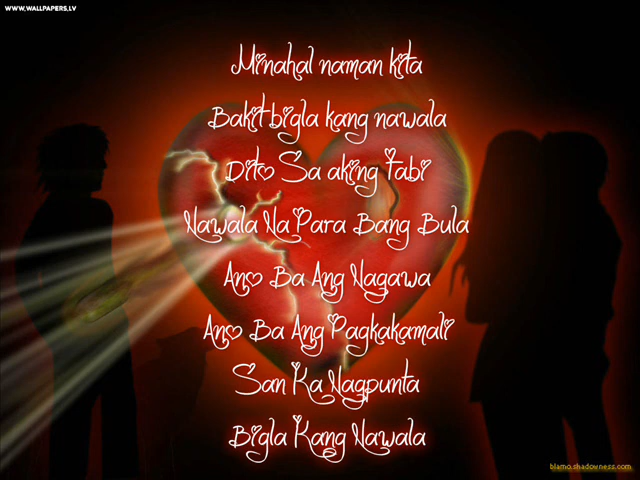 WWW.WALLPAPERS.LV
Minahal naman kita
Bakit bigla kang nawala
Dito Sa aking tabi
Nawala Na Para Bang Bula
Ano Ba Ang Nagawa
Ano Ba Ang Pagkakamali
San Ka Nagpunta
Bigla Kang Nawala
blamo.shadowness.com